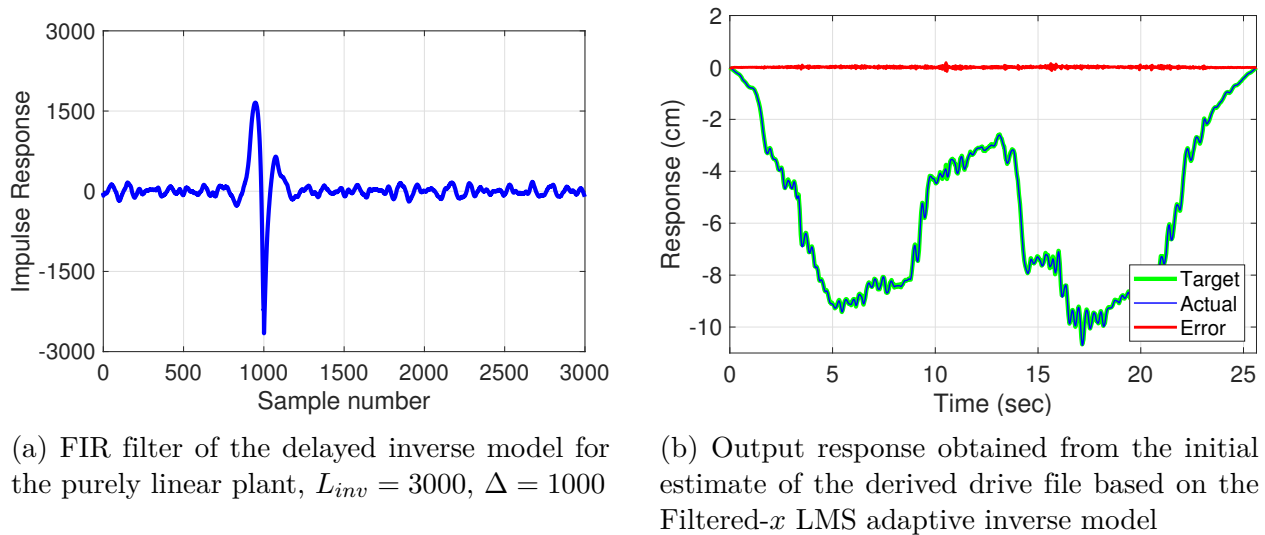 3000
1500
0
-1500
-3000
Impulse Response
0 500 1000 1500 2000 2500 3000
Sample number
(a) FIR filter of the delayed inverse model for
the purely linear plant, L_{inv} = 3000, Δ = 1000
2
0
-2
-4
-6
-8
-10
Response (cm)
Target
Actual
Error
0 5 10 15 20 25
Time (sec)
(b) Output response obtained from the initial
estimate of the derived drive file based on the
Filtered-x LMS adaptive inverse model